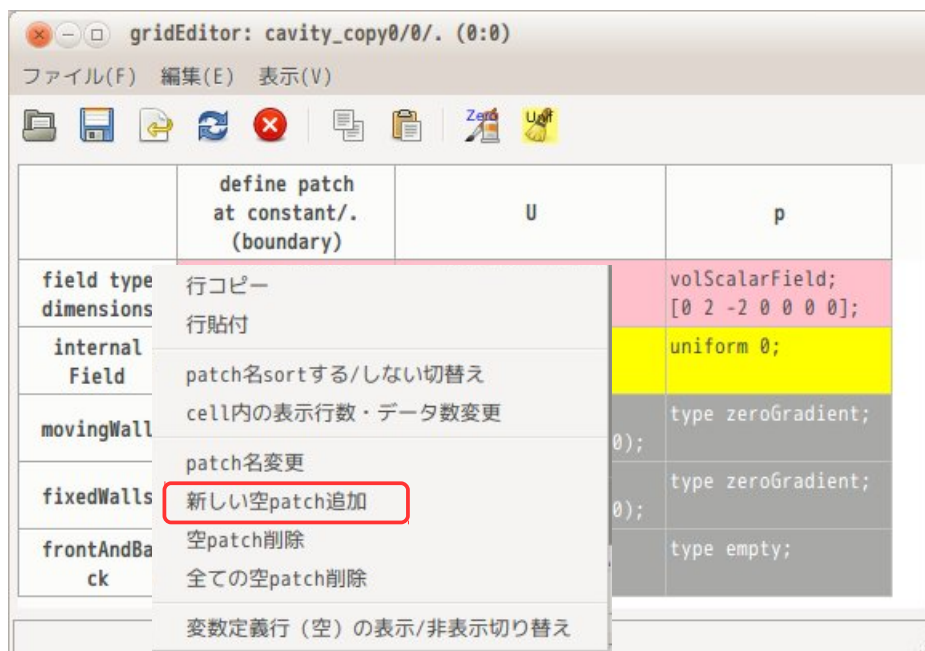 gridEditor: cavity_copy0/0/. (0:0)
ファイル(F) 編集(E) 表示(V)
Zero Unif
define patch
at constant/.
(boundary)
U
p
field type
dimensions
volScalarField;
[0 2 -2 0 0 0 0];
internal
Field
uniform 0;
movingWall
0);
type zeroGradient;
fixedWalls
0);
type zeroGradient;
frontAndBa
ck
type empty;
行コピー
行貼付
patch名sortする/しない切替え
cell内の表示行数・データ数変更
patch名変更
新しい空patch追加
空patch削除
全ての空patch削除
変数定義行（空）の表示/非表示切り替え